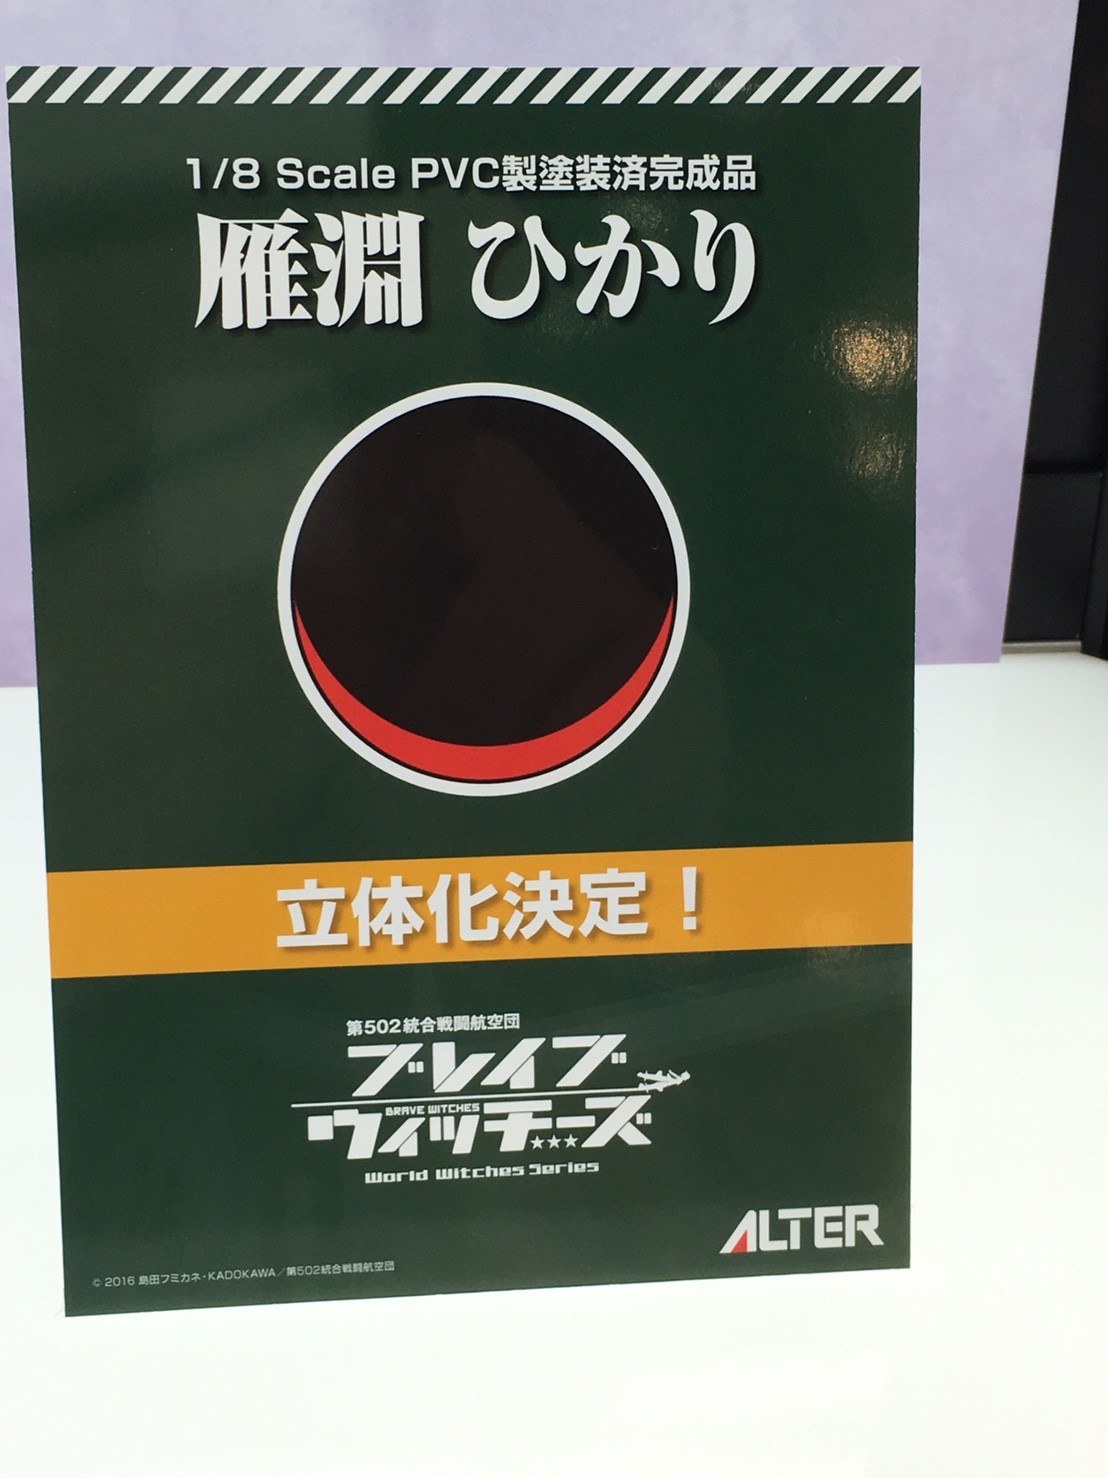 1/8 Scale PVC製塗装済完成品
雁淵 ひかり
立体化決定！
第502統合戦闘航空団
ブレイブ
BRAVE WITCHES
ウィッチーズ
World Witches Series
ALTER
© 2016 島田フミカネ・KADOKAWA／第502統合戦闘航空団